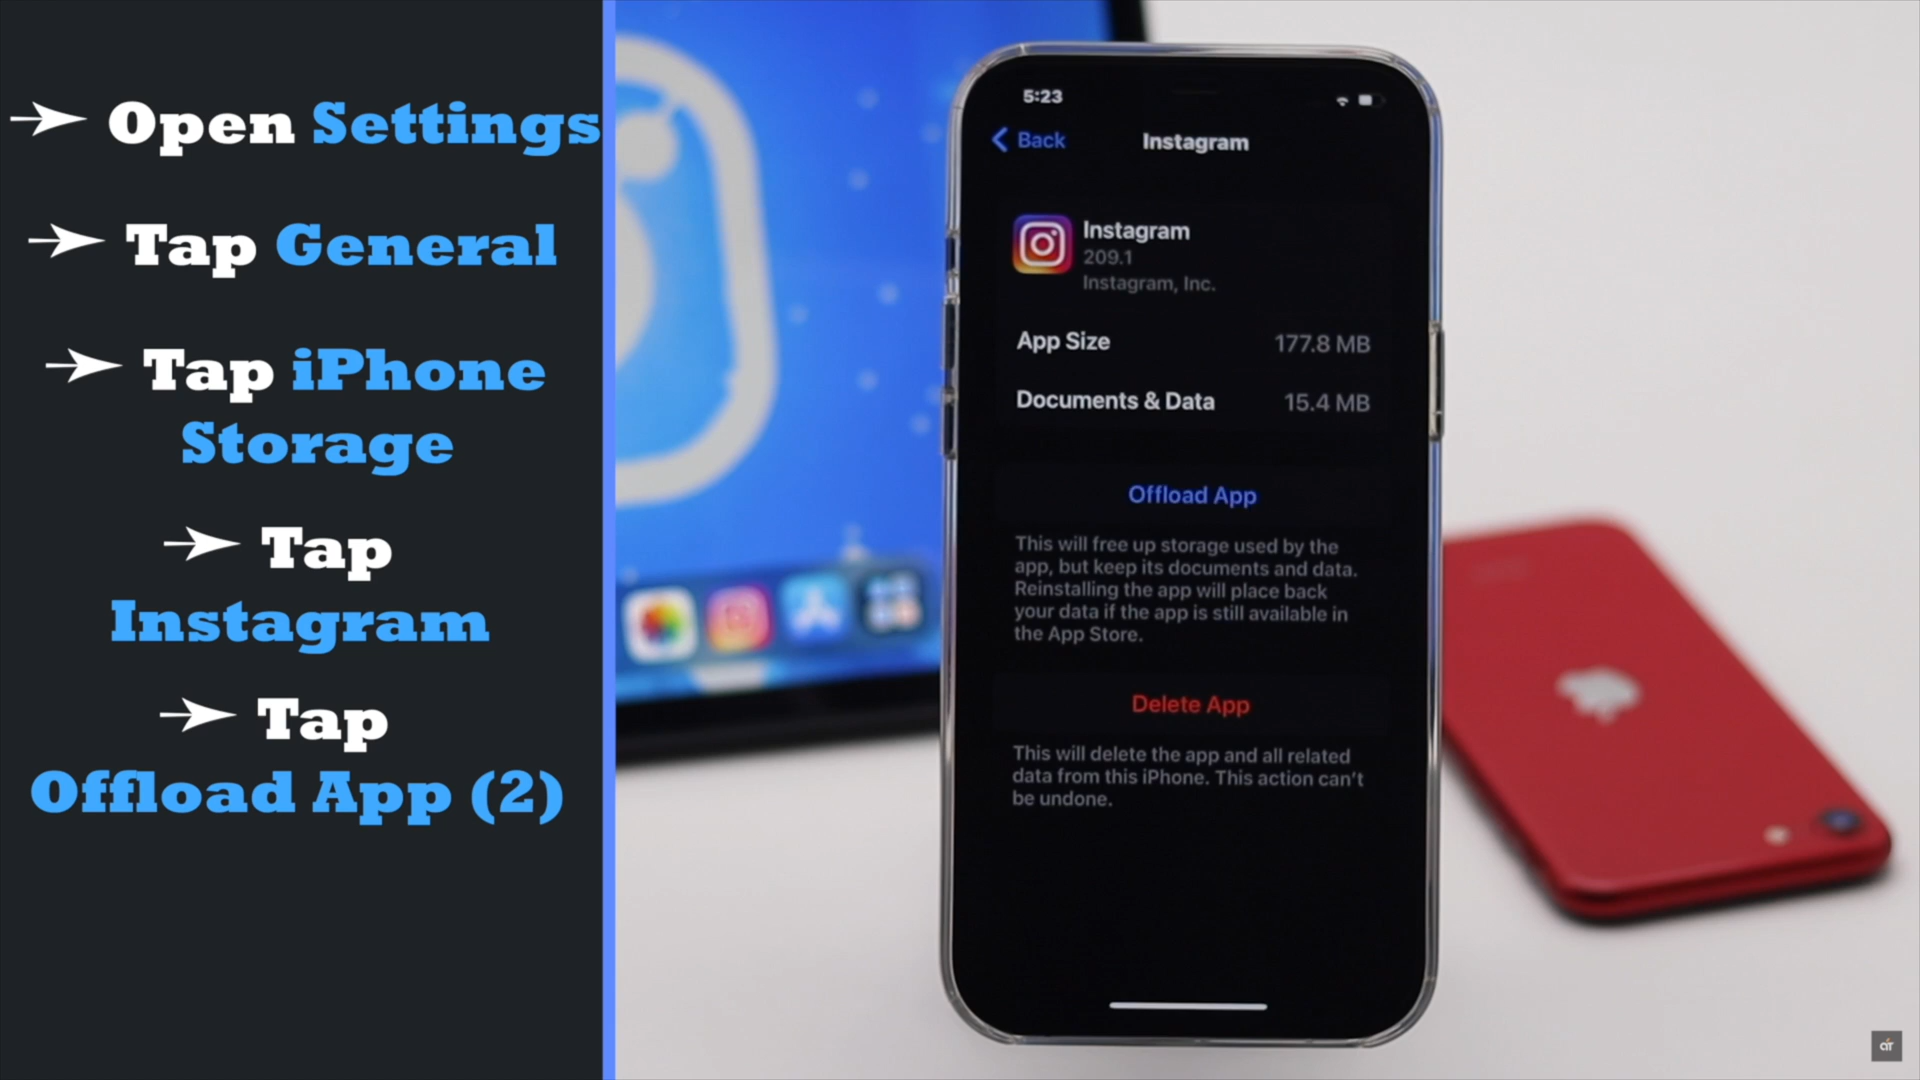 Open Settings
Tap General
Tap iPhone
Storage
Tap
Instagram
Tap
Offload App (2)
5:23
Back
Instagram
Instagram
209.1
Instagram, Inc.
App Size 177.8 MB
Documents & Data 15.4 MB
Offload App
This will free up storage used by the
app, but keep its documents and data.
Reinstalling the app will place back
your data if the app is still available in
the App Store.
Delete App
This will delete the app and all related
data from this iPhone. This action can't
be undone.